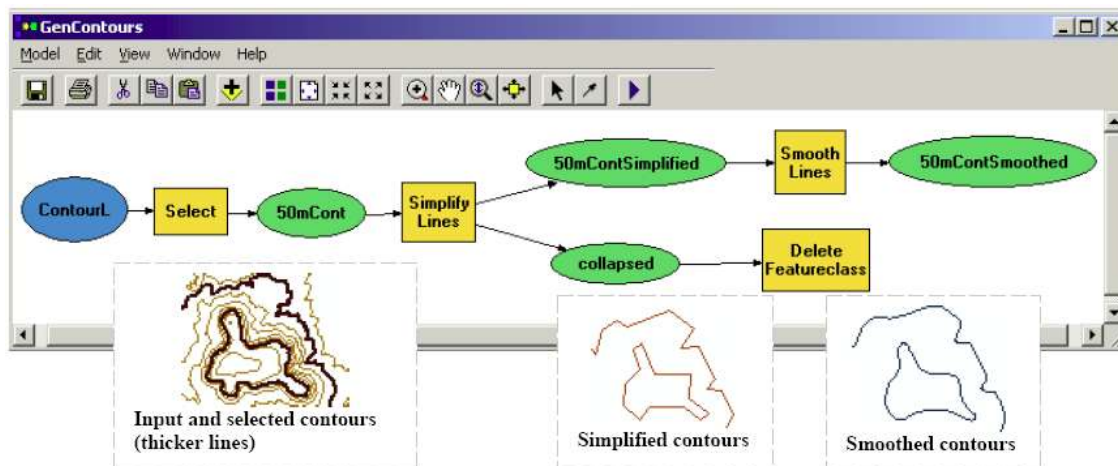 GenContours
Model Edit View Window Help
ContourL
Select
50mCont
Simplify
Lines
50mContSimplified
Smooth
Lines
50mContSmoothed
collapsed
Delete
Featureclass
Input and selected contours
(thicker lines)
Simplified contours
Smoothed contours